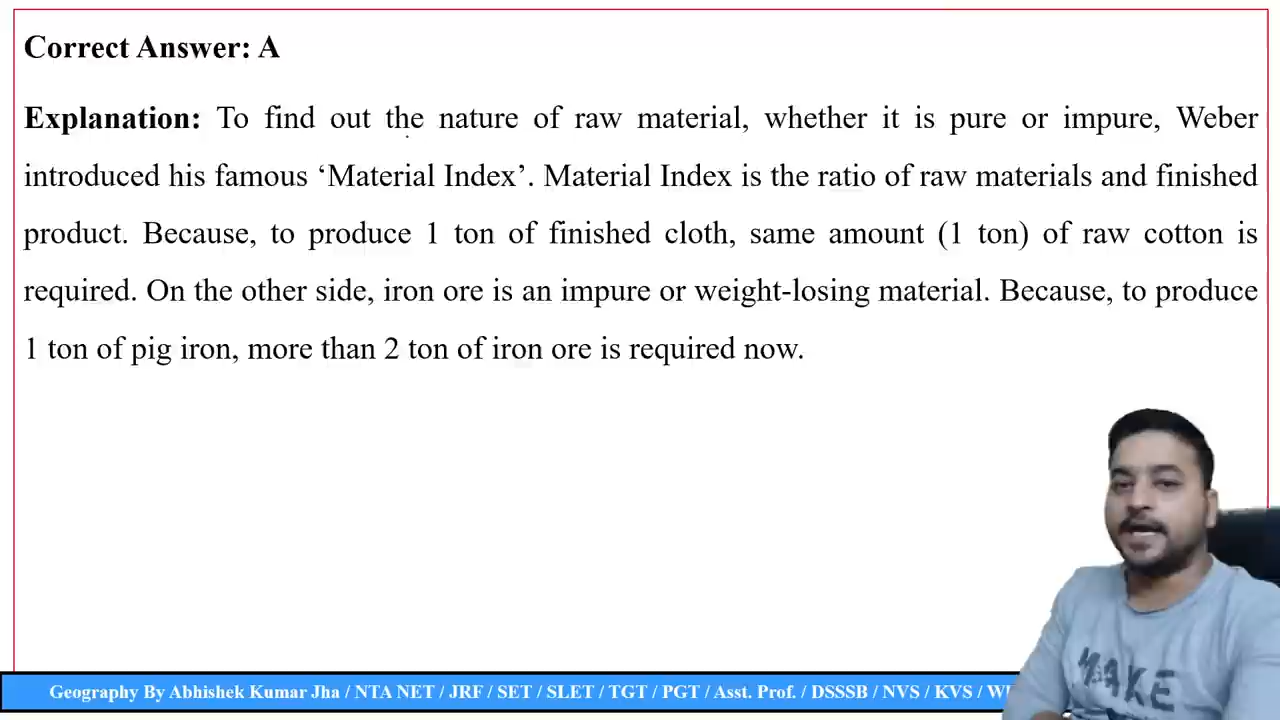 Correct Answer: A
Explanation: To find out the nature of raw material, whether it is pure or impure, Weber
introduced his famous ‘Material Index’. Material Index is the ratio of raw materials and finished
product. Because, to produce 1 ton of finished cloth, same amount (1 ton) of raw cotton is
required. On the other side, iron ore is an impure or weight-losing material. Because, to produce
1 ton of pig iron, more than 2 ton of iron ore is required now.
MAKE
Geography By Abhishek Kumar Jha / NTA NET / JRF / SET / SLET / TGT / PGT / Asst. Prof. / DSSSB / NVS / KVS /